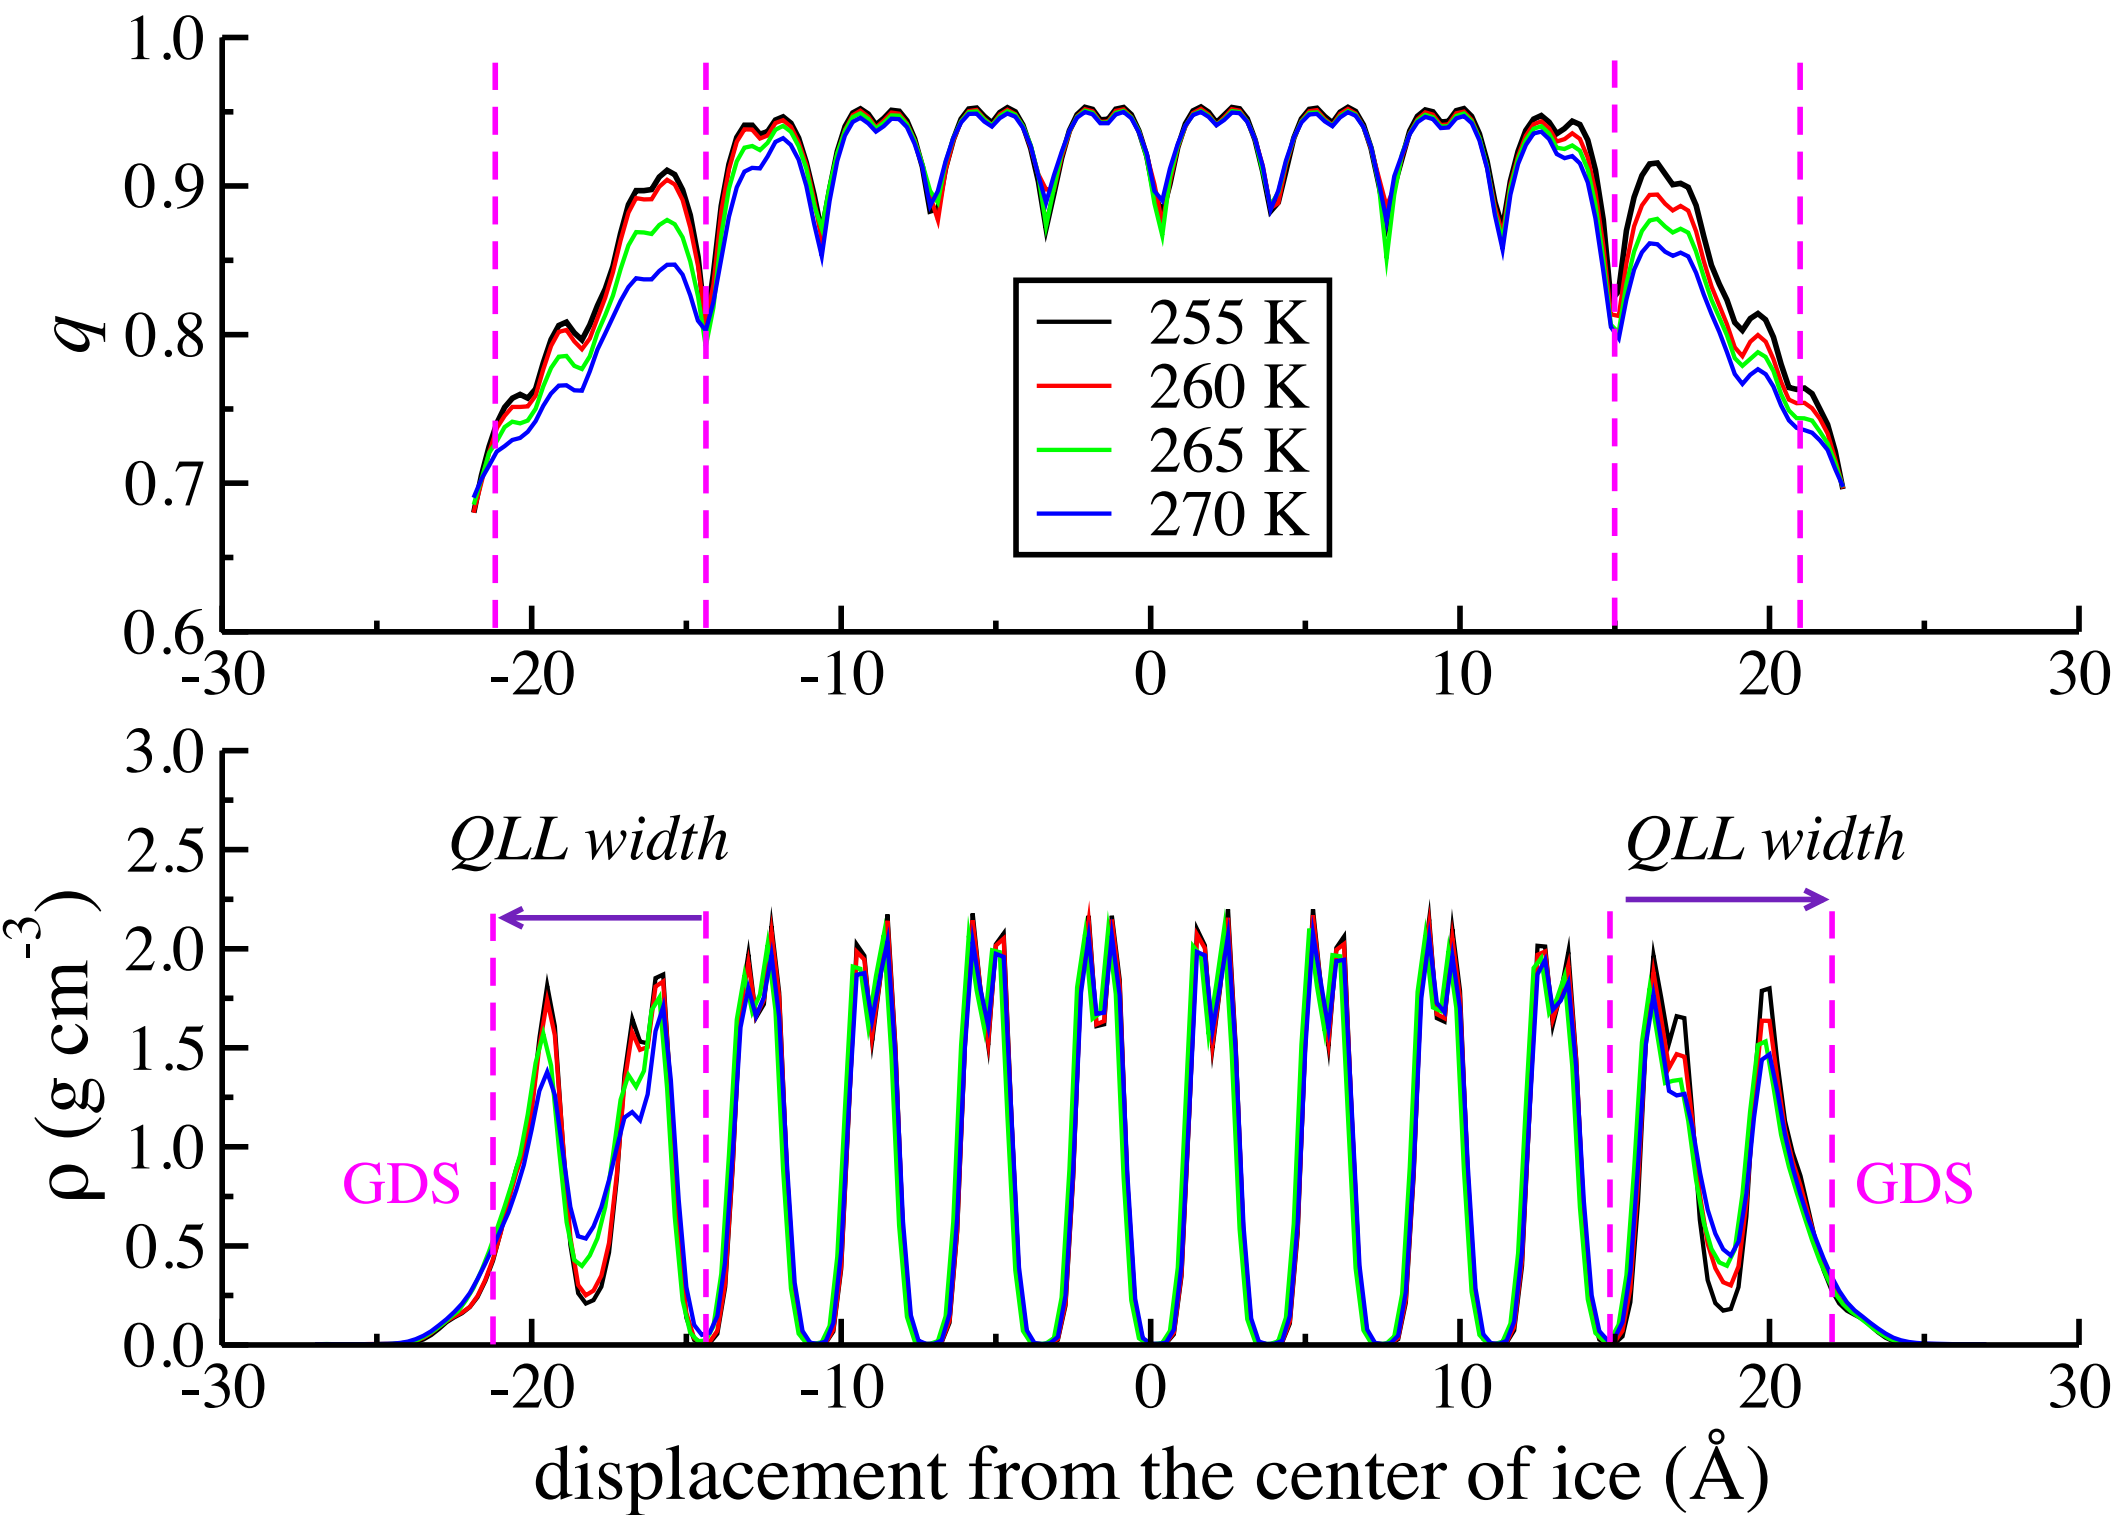 1.0
0.9
0.8
0.7
0.6
q
255 K
260 K
265 K
270 K
-30 -20 -10 0 10 20 30
3.0
2.5
2.0
1.5
1.0
0.5
0.0
ρ (g cm-3)
QLL width
QLL width
GDS
GDS
-30 -20 -10 0 10 20 30
displacement from the center of ice (Å)